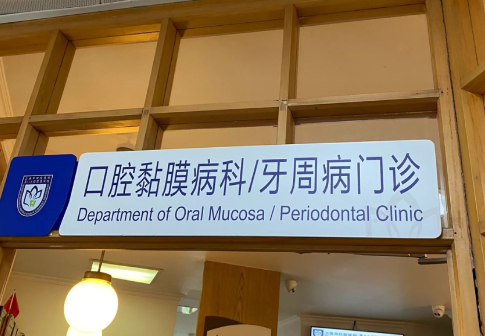 口腔黏膜病科/牙周病门诊
Department of Oral Mucosa / Periodontal Clinic